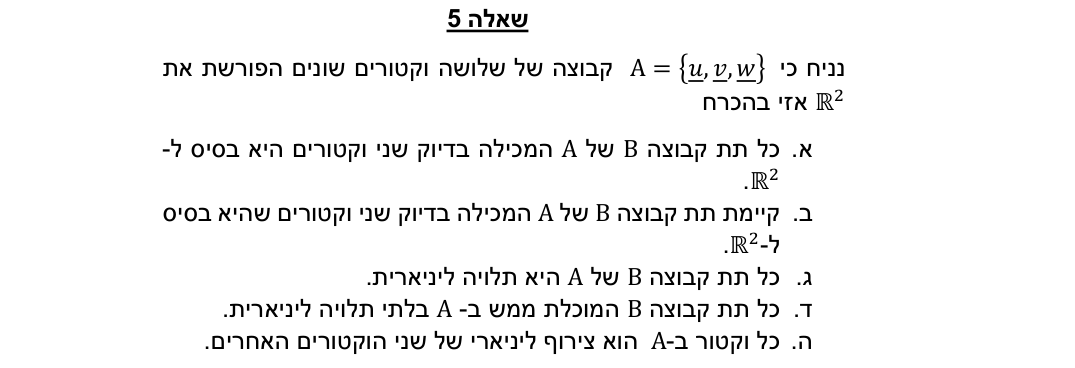 שאלה 5
נניח כי A = {u, v, w} קבוצה של שלושה וקטורים שונים הפורשת את
ℝ² אזי בהכרח
א. כל תת קבוצה B של A המכילה בדיוק שני וקטורים היא בסיס ל-
ℝ².
ב. קיימת תת קבוצה B של A המכילה בדיוק שני וקטורים שהיא בסיס
ל-ℝ².
ג. כל תת קבוצה B של A היא תלויה ליניארית.
ד. כל תת קבוצה B המוכלת ממש ב- A בלתי תלויה ליניארית.
ה. כל וקטור ב-A הוא צירוף ליניארי של שני הוקטורים האחרים.